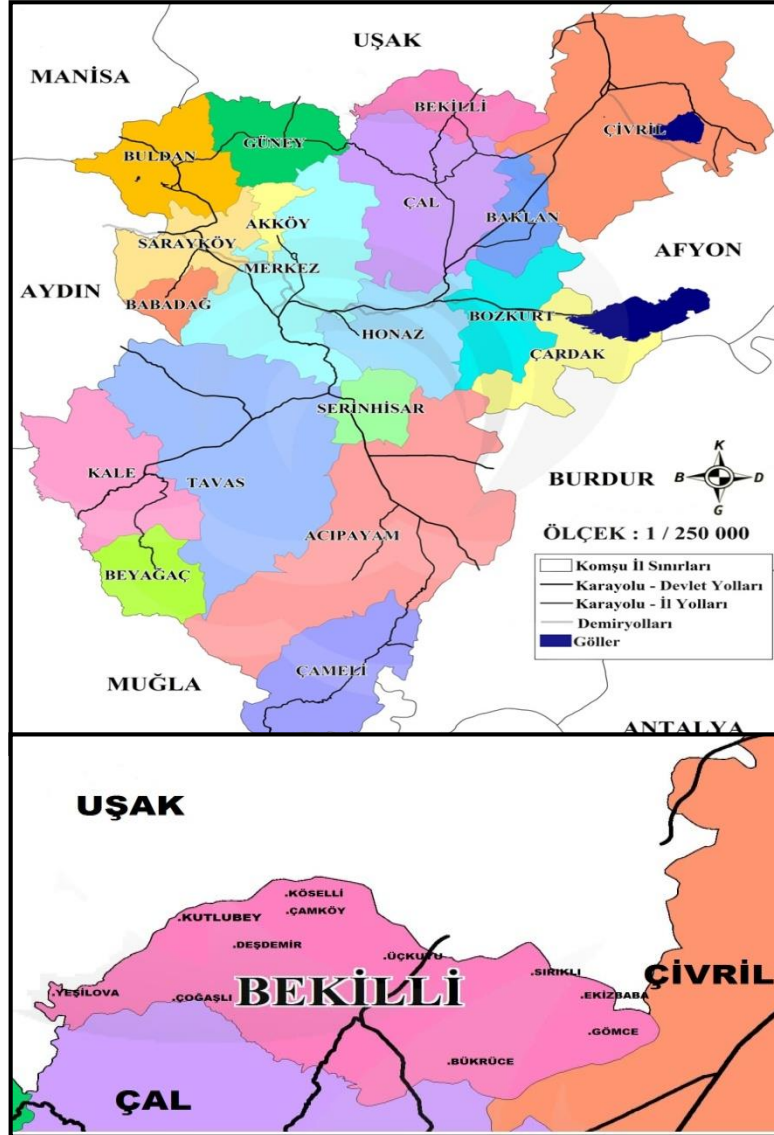 UŞAK
MANİSA
BEKİLLİ
ÇİVRİL
GÜNEY
BULDAN
ÇAL
BAKLAN
AKKÖY
SARAYKÖY
AFYON
MERKEZ
AYDIN
BABADAĞ
BOZKURT
HONAZ
ÇARDAK
SERİNHİSAR
KALE
TAVAS
BURDUR
K
B
D
G
ACIPAYAM
ÖLÇEK : 1 / 250 000
BEYAĞAÇ
Komşu İl Sınırları
Karayolu - Devlet Yolları
Karayolu - İl Yolları
Demiryolları
Göller
ÇAMELİ
MUĞLA
ANTALYA
UŞAK
.KÖSELLİ
.KUTLUBEY
.ÇAMKÖY
.DEŞDEMİR
.ÜÇKUYU
.SIRIKLI
ÇİVRİL
.YEŞİLOVA
.ÇOĞAŞLI
BEKİLLİ
.EKİZBABA
.GÖMCE
.BÜKRÜCE
ÇAL